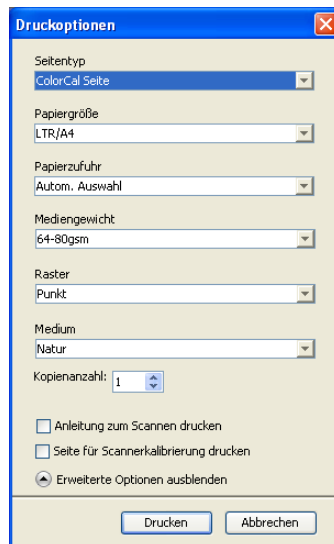 Druckoptionen
Seitentyp
ColorCal Seite
Papiergröße
LTR/A4
Papierzufuhr
Autom. Auswahl
Mediengewicht
64-80gsm
Raster
Punkt
Medium
Natur
Kopienanzahl: 1
Anleitung zum Scannen drucken
Seite für Scannerkalibrierung drucken
Erweiterte Optionen ausblenden
Drucken Abbrechen